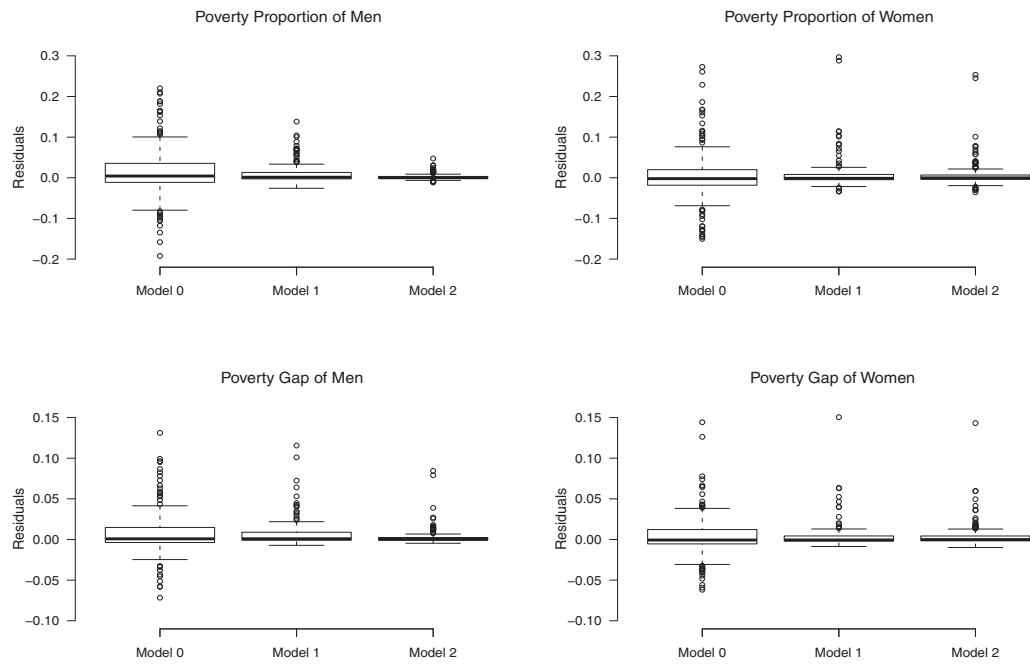 Poverty Proportion of Men
Residuals
0.3
0.2
0.1
0.0
−0.1
−0.2
Model 0 Model 1 Model 2
Poverty Proportion of Women
Residuals
0.3
0.2
0.1
0.0
−0.1
−0.2
Model 0 Model 1 Model 2
Poverty Gap of Men
Residuals
0.15
0.10
0.05
0.00
−0.05
−0.10
Model 0 Model 1 Model 2
Poverty Gap of Women
Residuals
0.15
0.10
0.05
0.00
−0.05
−0.10
Model 0 Model 1 Model 2